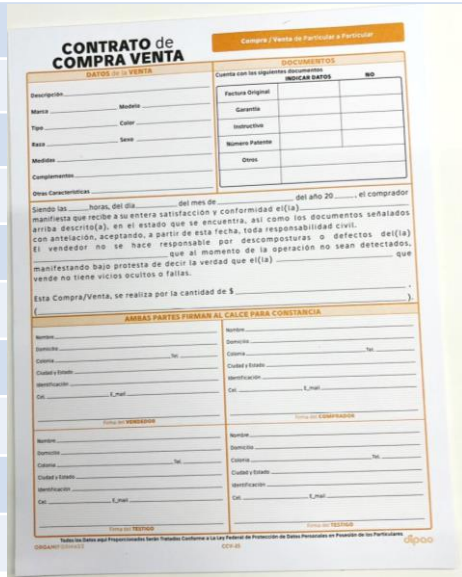 CONTRATO de
COMPRA VENTA
Compra / Venta de Particular a Particular
DATOS de la VENTA
Descripción
Marca Modelo
Tipo Color
Raza Sexo
Medidas
Complementos
Otras Características
DOCUMENTOS
Cuenta con los siguientes documentos
INDICAR DATOS NO
Factura Original
Garantía
Instructivo
Número Patente
Otros
Siendo las ____ horas, del día ____ del mes de ____ del año 20 ____, el comprador
manifiesta que recibe a su entera satisfacción y conformidad el(la) ____
arriba descrito(a), en el estado que se encuentra, así como los documentos señalados
con antelación, aceptando, a partir de esta fecha, toda responsabilidad civil.
El vendedor no se hace responsable por descomposturas o defectos del(la)
____ que al momento de la operación no sean detectados,
manifestando bajo protesta de decir la verdad que el(la) ____ que
vende no tiene vicios ocultos o fallas.
Esta Compra/Venta, se realiza por la cantidad de $ ____,
(____).
AMBAS PARTES FIRMAN AL CALCE PARA CONSTANCIA
Nombre
Domicilio
Colonia Tel.
Ciudad y Estado
Identificación
Cel. E_mail
Firma del VENDEDOR
Nombre
Domicilio
Colonia Tel.
Ciudad y Estado
Identificación
Cel. E_mail
Firma del COMPRADOR
Nombre
Domicilio
Colonia Tel.
Ciudad y Estado
Identificación
Cel. E_mail
Firma del TESTIGO
Nombre
Domicilio
Colonia Tel.
Ciudad y Estado
Identificación
Cel. E_mail
Firma del TESTIGO
Todos los Datos aquí Proporcionados Serán Tratados Conforme a La Ley Federal de Protección de Datos Personales en Posesión de los Particulares
dipao